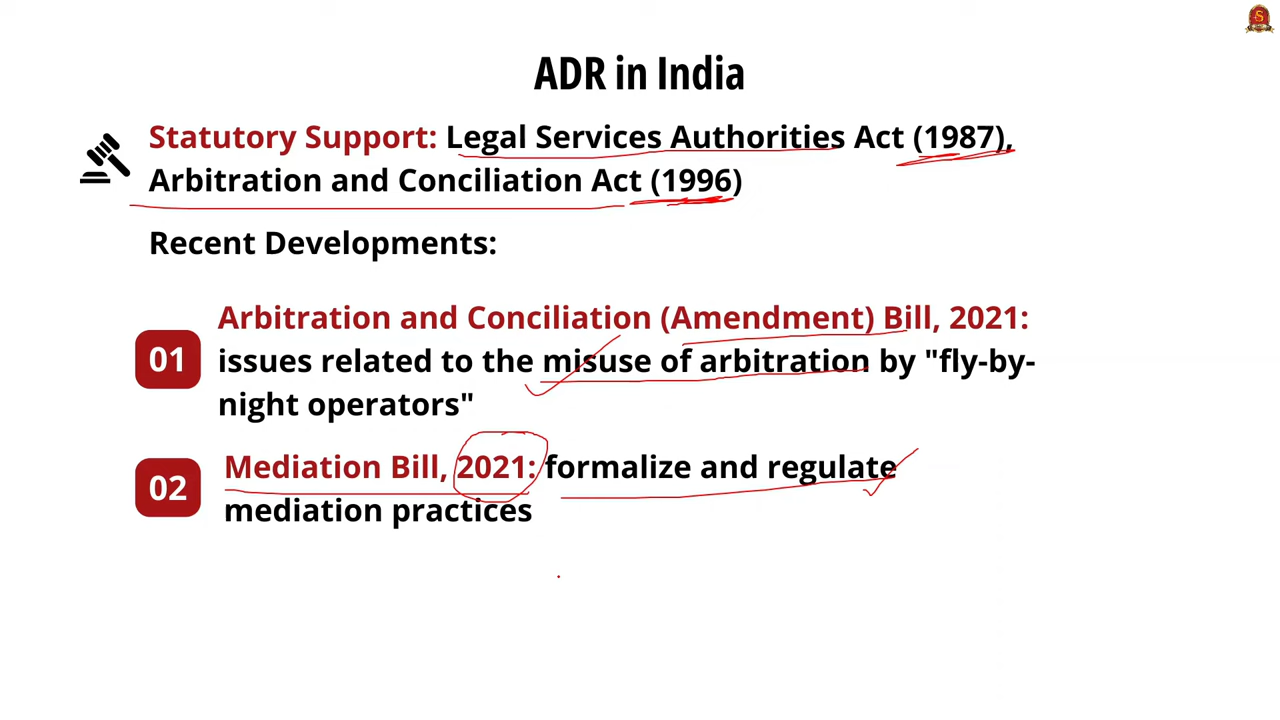 ADR in India
Statutory Support: Legal Services Authorities Act (1987),
Arbitration and Conciliation Act (1996)
Recent Developments:
01
Arbitration and Conciliation (Amendment) Bill, 2021:
issues related to the misuse of arbitration by "fly-by-
night operators"
02
Mediation Bill, 2021: formalize and regulate
mediation practices